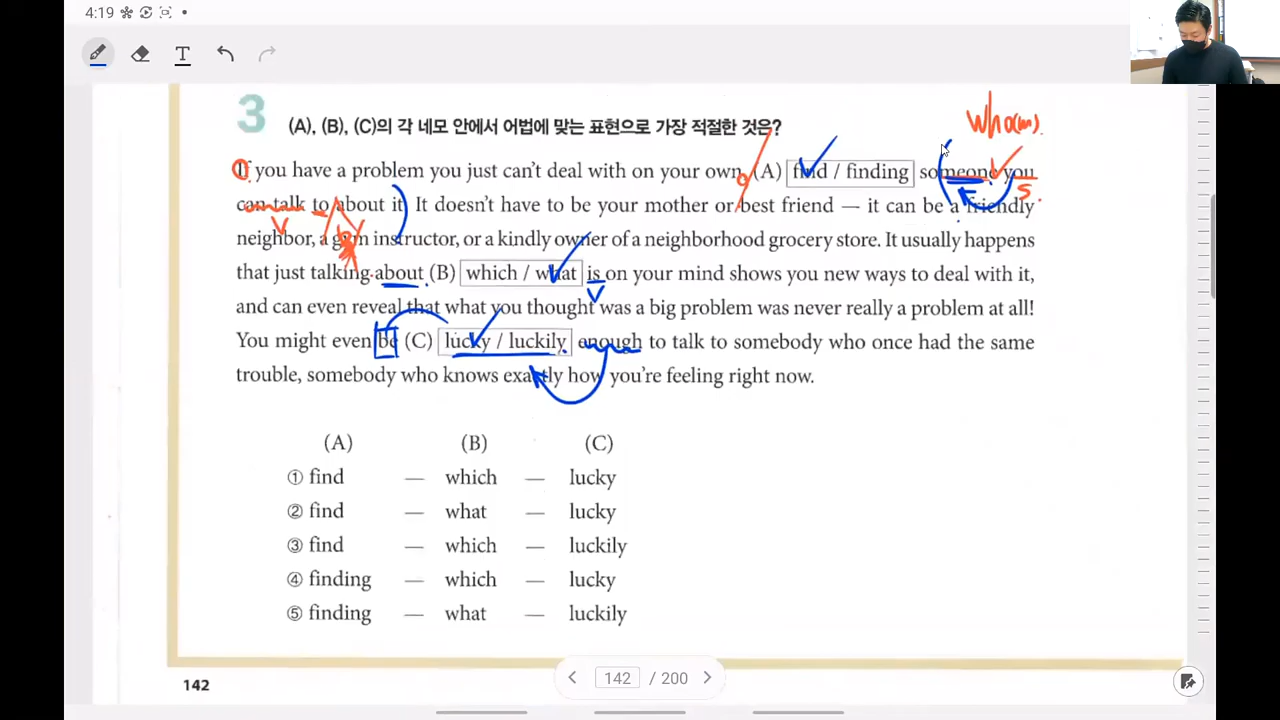 4:19
T
3
(A), (B), (C)의 각 네모 안에서 어법에 맞는 표현으로 가장 적절한 것은?
who(m).
If you have a problem you just can't deal with on your own, (A) find / finding someone you
S.
can talk to about it. It doesn't have to be your mother or best friend — it can be a friendly
V
neighbor, a gym instructor, or a kindly owner of a neighborhood grocery store. It usually happens
that just talking about (B) which / what is on your mind shows you new ways to deal with it,
V
and can even reveal that what you thought was a big problem was never really a problem at all!
You might even be (C) lucky / luckily enough to talk to somebody who once had the same
trouble, somebody who knows exactly how you're feeling right now.
(A) (B) (C)
① find — which — lucky
② find — what — lucky
③ find — which — luckily
④ finding — which — lucky
⑤ finding — what — luckily
142 / 200
142